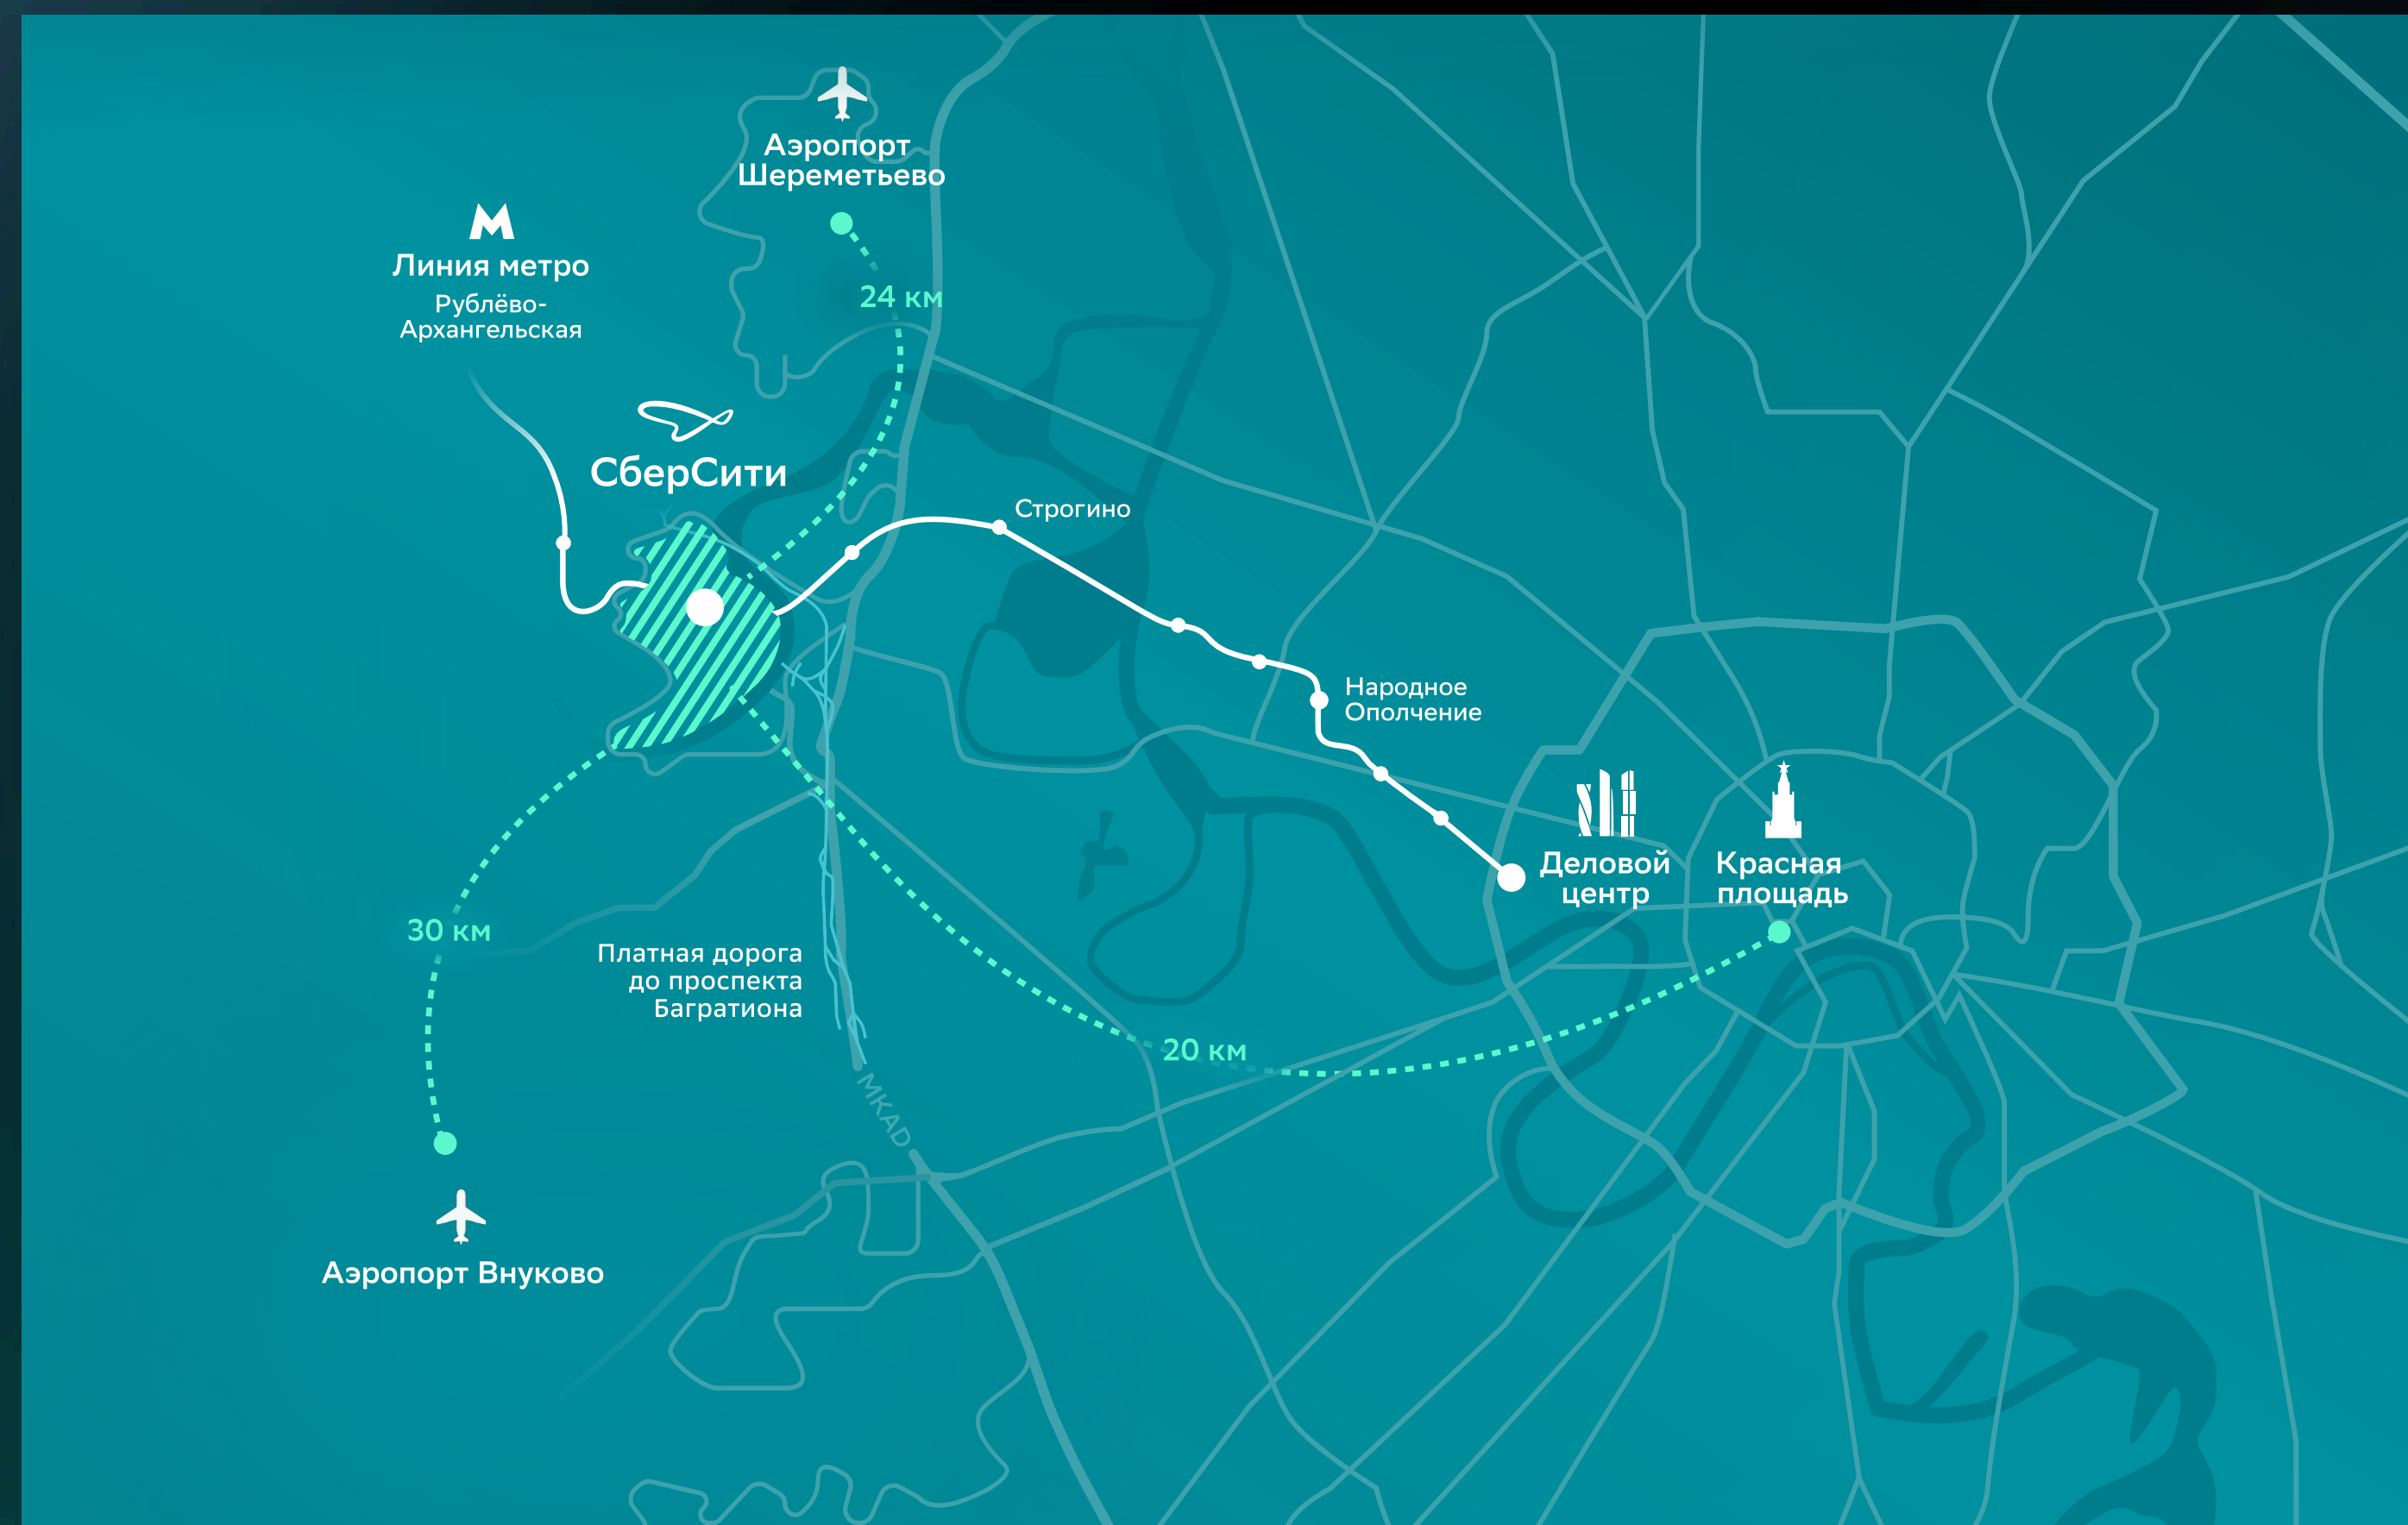 Аэропорт
Шереметьево
24 км
Линия метро
Рублёво-
Архангельская
СберСити
Строгино
Народное
Ополчение
Деловой
центр
Красная
площадь
30 км
Платная дорога
до проспекта
Багратиона
20 км
MKAD
Аэропорт Внуково